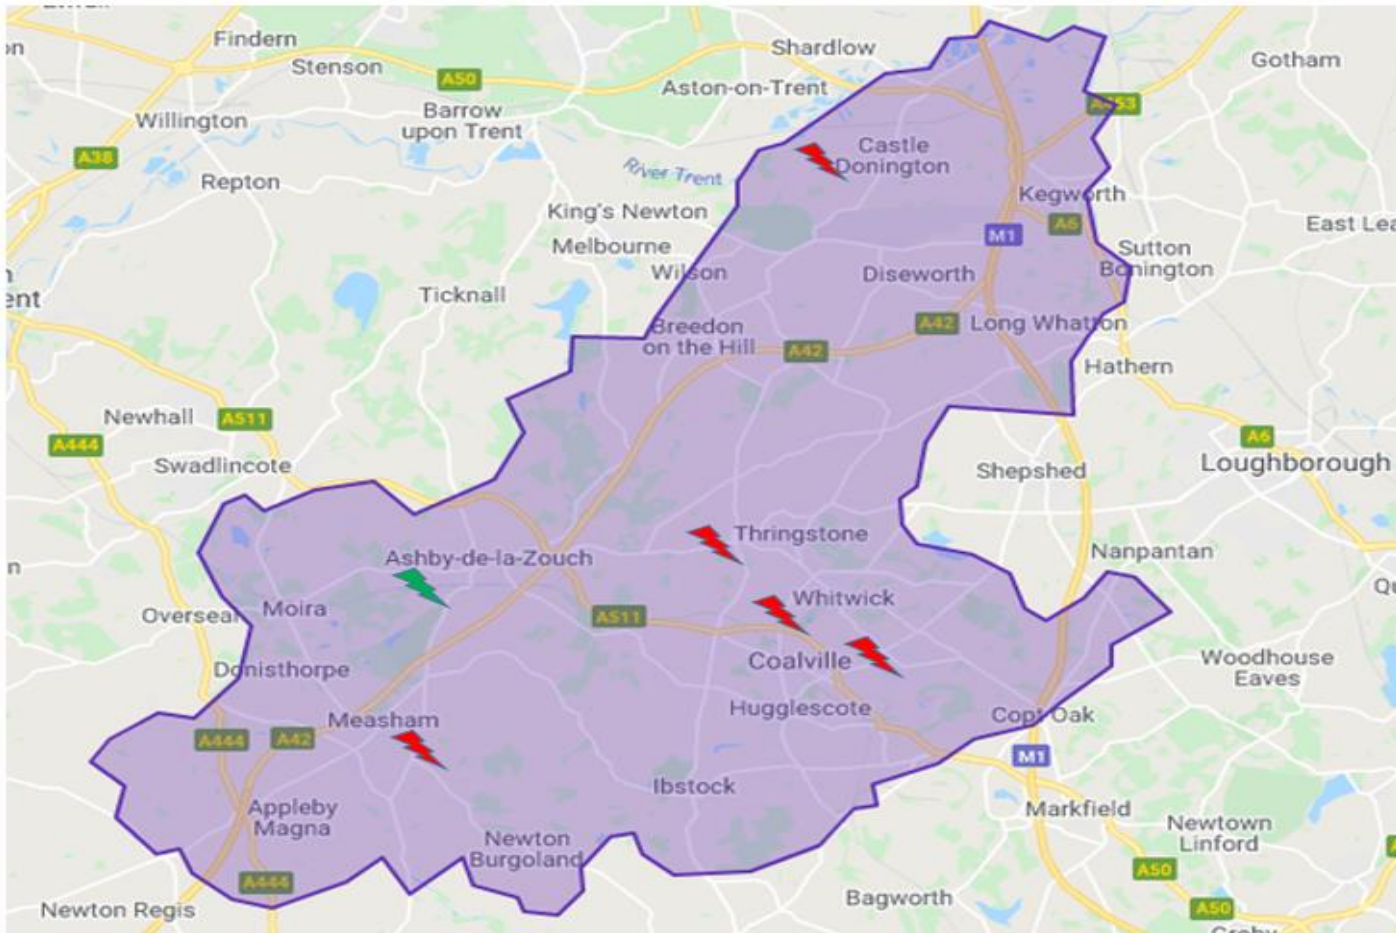 Findern
Shardlow
Gotham
Stenson
A50
Aston-on-Trent
Barrow
upon Trent
A453
Willington
A38
Castle
Donington
River Trent
Repton
Kegworth
King's Newton
A6
East Lea
M1
Melbourne
Sutton
Bonington
Wilson
Diseworth
ent
Ticknall
Breedon
on the Hill
A42
Long Whatton
A42
Hathern
Newhall
A511
A444
A6
Swadlincote
Shepshed
Loughborough
Thringstone
Nanpantan
Ashby-de-la-Zouch
Whitwick
Moira
Overseal
A511
Coalville
Woodhouse
Eaves
Donisthorpe
Hugglescote
Copt Oak
Measham
A444
A42
M1
Ibstock
Appleby
Magna
Markfield
Newtown
Linford
Newton
Burgoland
A50
A444
Bagworth
Newton Regis
A50